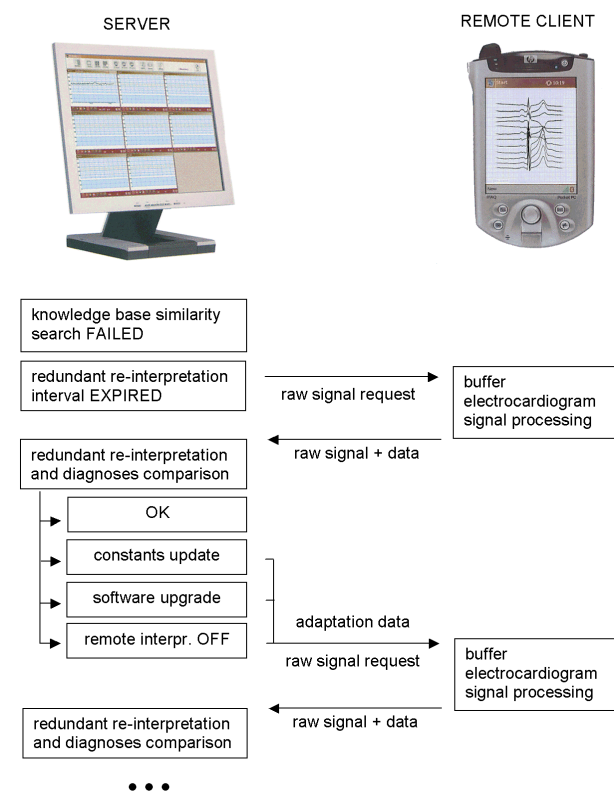 SERVER
REMOTE CLIENT
hp
Start
knowledge base similarity
search FAILED
redundant re-interpretation
interval EXPIRED
raw signal request
buffer
electrocardiogram
signal processing
raw signal + data
redundant re-interpretation
and diagnoses comparison
OK
constants update
software upgrade
remote interpr. OFF
adaptation data
raw signal request
buffer
electrocardiogram
signal processing
raw signal + data
redundant re-interpretation
and diagnoses comparison